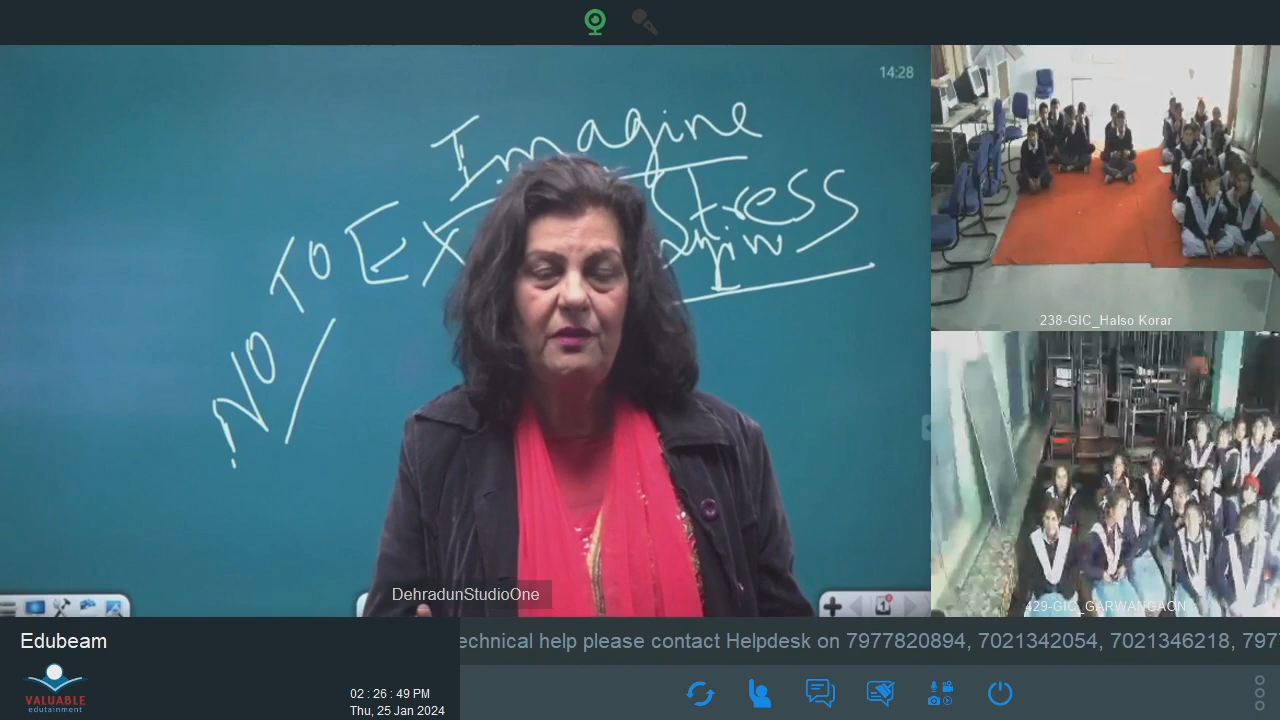 14:28
Imagine
Stress
TO
NO
238-GIC_Halso Korar
429-GIC_GARWANGAON
DehradunStudioOne
Edubeam
echnical help please contact Helpdesk on 7977820894, 7021342054, 7021346218, 797
VALUABLE
edutainment
02 : 26 : 49 PM
Thu, 25 Jan 2024